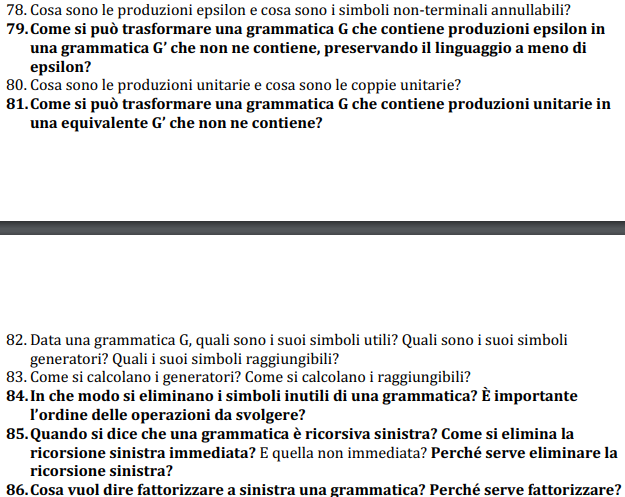 78. Cosa sono le produzioni epsilon e cosa sono i simboli non-terminali annullabili?
79. Come si può trasformare una grammatica G che contiene produzioni epsilon in
una grammatica G’ che non ne contiene, preservando il linguaggio a meno di
epsilon?
80. Cosa sono le produzioni unitarie e cosa sono le coppie unitarie?
81. Come si può trasformare una grammatica G che contiene produzioni unitarie in
una equivalente G’ che non ne contiene?
82. Data una grammatica G, quali sono i suoi simboli utili? Quali sono i suoi simboli
generatori? Quali i suoi simboli raggiungibili?
83. Come si calcolano i generatori? Come si calcolano i raggiungibili?
84. In che modo si eliminano i simboli inutili di una grammatica? È importante
l’ordine delle operazioni da svolgere?
85. Quando si dice che una grammatica è ricorsiva sinistra? Come si elimina la
ricorsione sinistra immediata? E quella non immediata? Perché serve eliminare la
ricorsione sinistra?
86. Cosa vuol dire fattorizzare a sinistra una grammatica? Perché serve fattorizzare?